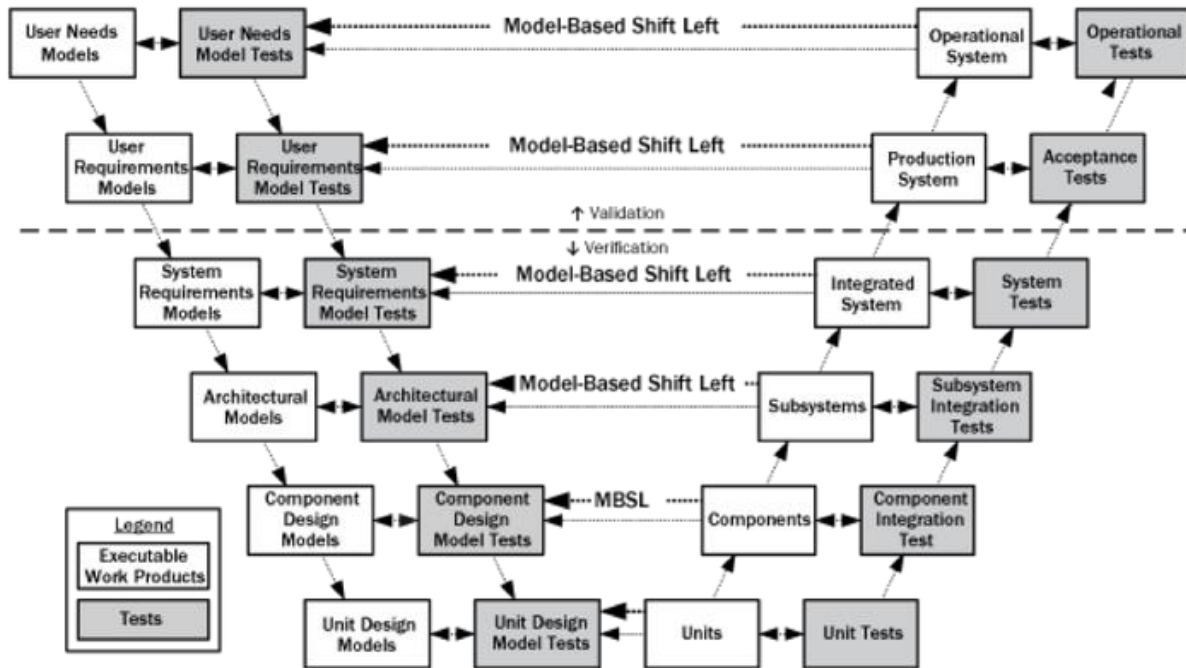 User Needs
Models
User Needs
Model Tests
Model-Based Shift Left
Operational
System
Operational
Tests
User
Requirements
Models
User
Requirements
Model Tests
Model-Based Shift Left
Production
System
Acceptance
Tests
↑ Validation
↓ Verification
System
Requirements
Models
System
Requirements
Model Tests
Model-Based Shift Left
Integrated
System
System
Tests
Architectural
Models
Architectural
Model Tests
Model-Based Shift Left
Subsystems
Subsystem
Integration
Tests
Component
Design
Models
Component
Design
Model Tests
MBSL
Components
Component
Integration
Test
Legend
Executable
Work Products
Tests
Unit Design
Models
Unit Design
Model Tests
Units
Unit Tests